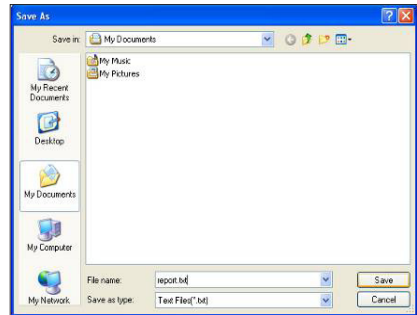 Save As
Save in: My Documents
My Music
My Pictures
My Recent
Documents
Desktop
My Documents
My Computer
My Network
File name: report.txt Save
Save as type: Text Files(*.txt) Cancel